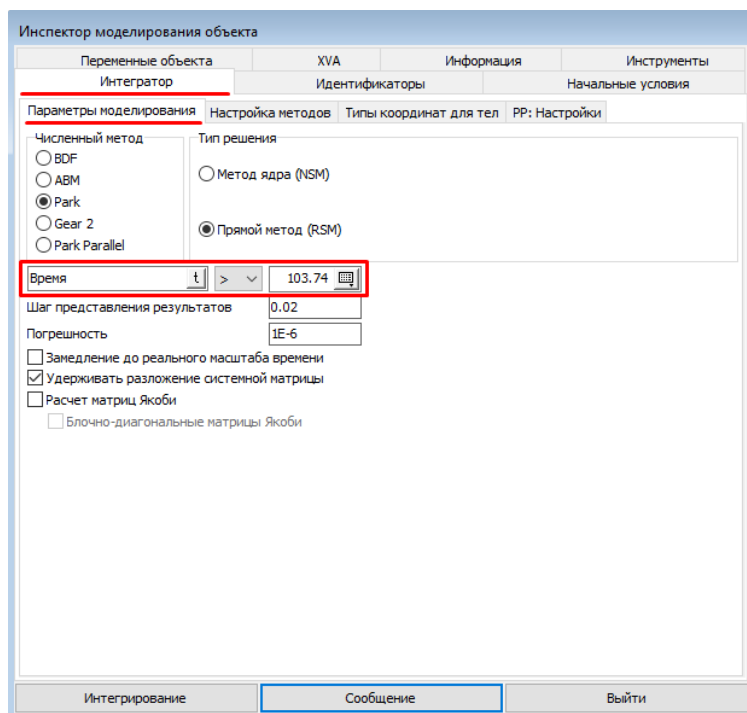 Инспектор моделирования объекта
Переменные объекта XVA Информация Инструменты
Интегратор Идентификаторы Начальные условия
Параметры моделирования Настройка методов Типы координат для тел PP: Настройки
Численный метод Тип решения
BDF
Метод ядра (NSM)
ABM
Park
Gear 2
Прямой метод (RSM)
Park Parallel
Время t > 103.74
Шаг представления результатов 0.02
Погрешность 1E-6
Замедление до реального масштаба времени
Удерживать разложение системной матрицы
Расчет матриц Якоби
Блочно-диагональные матрицы Якоби
Интегрирование Сообщение Выйти